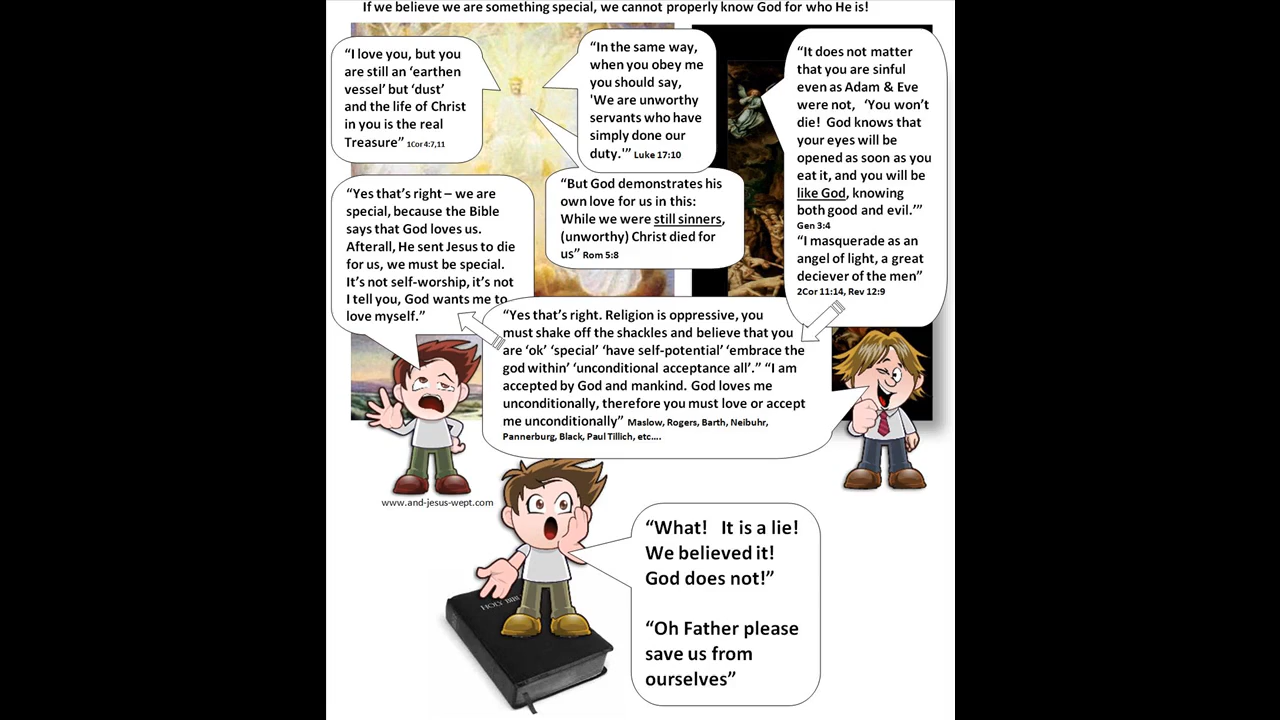 If we believe we are something special, we cannot properly know God for who He is!
“I love you, but you
are still an ‘earthen
vessel’ but ‘dust’
and the life of Christ
in you is the real
Treasure” 1Cor 4:7,11
“In the same way,
when you obey me
you should say,
'We are unworthy
servants who have
simply done our
duty.'” Luke 17:10
“But God demonstrates his
own love for us in this:
While we were still sinners,
(unworthy) Christ died for
us” Rom 5:8
“It does not matter
that you are sinful
even as Adam & Eve
were not, ‘You won’t
die! God knows that
your eyes will be
opened as soon as you
eat it, and you will be
like God, knowing
both good and evil.’”
Gen 3:4
“I masquerade as an
angel of light, a great
deciever of the men”
2Cor 11:14, Rev 12:9
“Yes that’s right – we are
special, because the Bible
says that God loves us.
Afterall, He sent Jesus to die
for us, we must be special.
It’s not self-worship, it’s not
I tell you, God wants me to
love myself.”
“Yes that’s right. Religion is oppressive, you
must shake off the shackles and believe that you
are ‘ok’ ‘special’ ‘have self-potential’ ‘embrace the
god within’ ‘unconditional acceptance all’.” “I am
accepted by God and mankind. God loves me
unconditionally, therefore you must love or accept
me unconditionally” Maslow, Rogers, Barth, Neibuhr,
Pannerburg, Black, Paul Tillich, etc….
www.and-jesus-wept.com
“What! It is a lie!
We believed it!
God does not!”
“Oh Father please
save us from
ourselves”
HOLY BIB